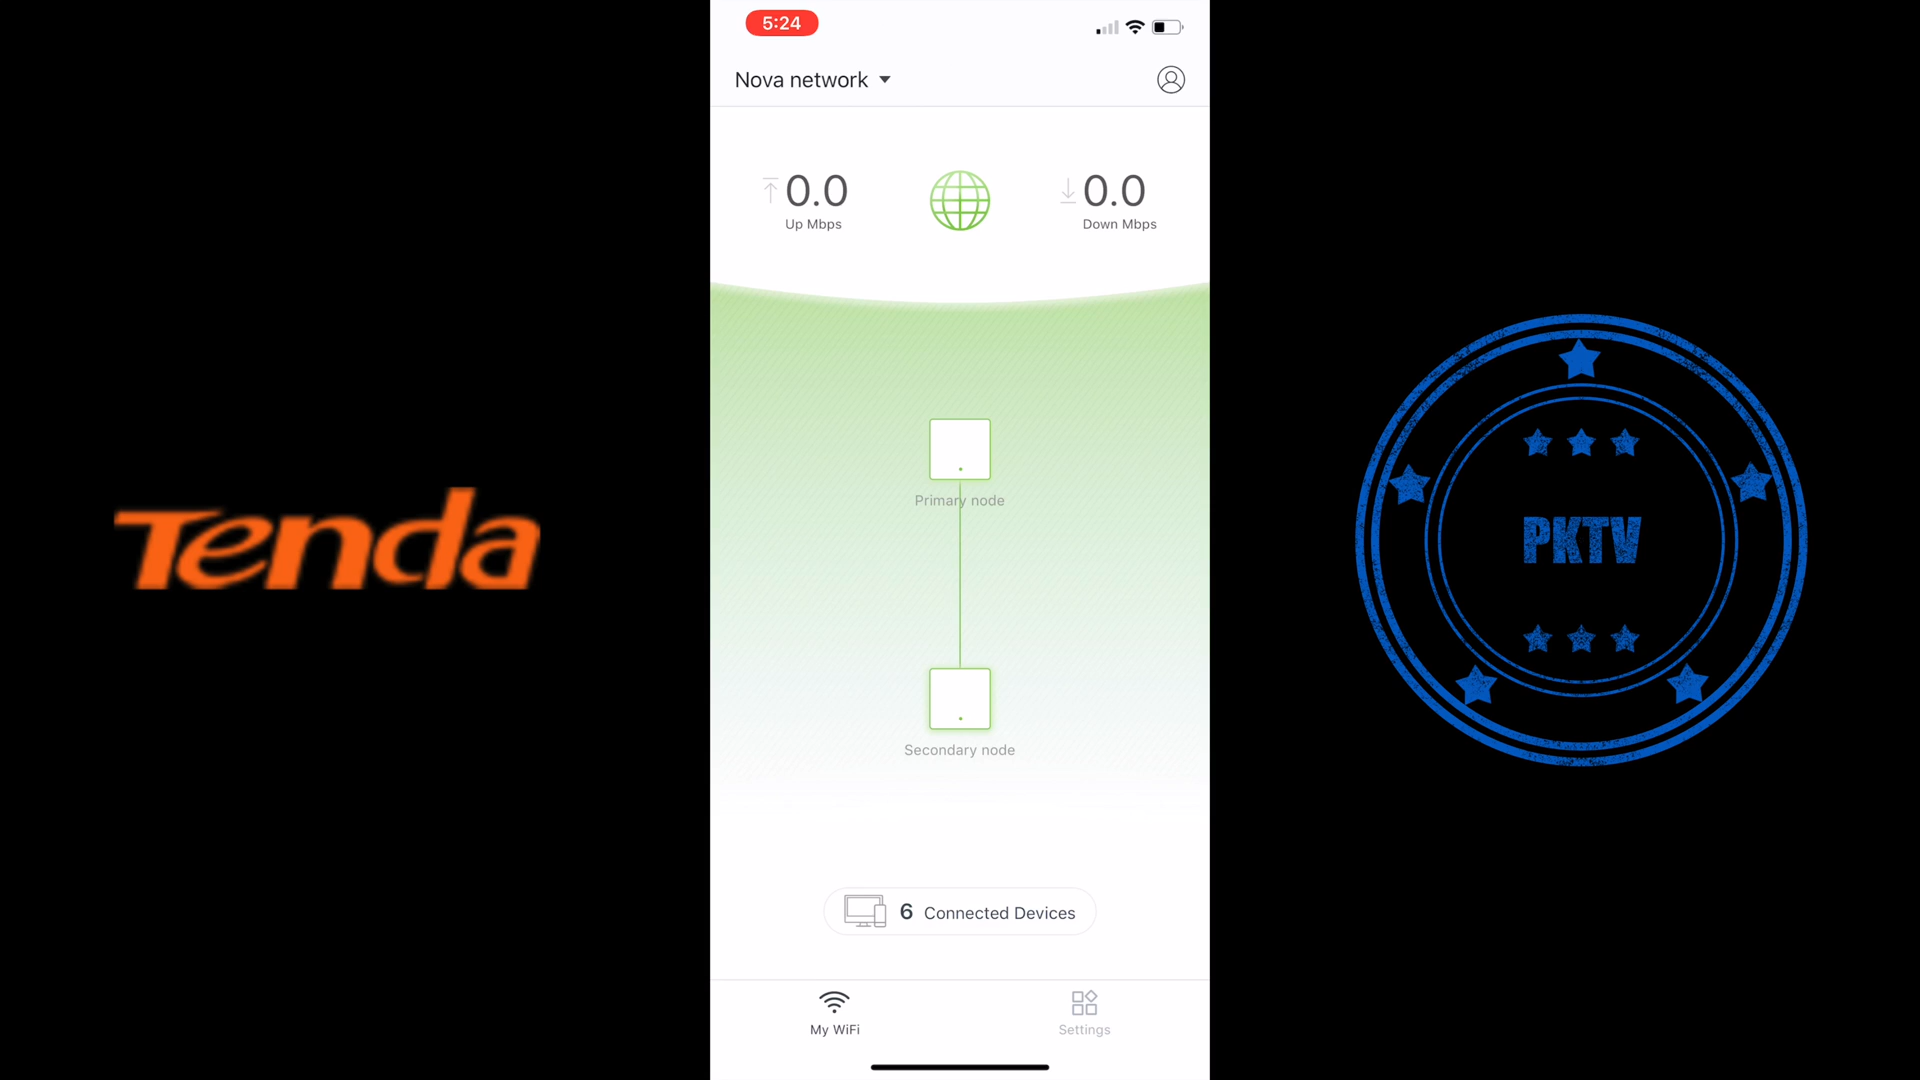 5:24
Nova network
0.0
Up Mbps
0.0
Down Mbps
Primary node
Secondary node
6 Connected Devices
My WiFi
Settings
Tenda
PKTV